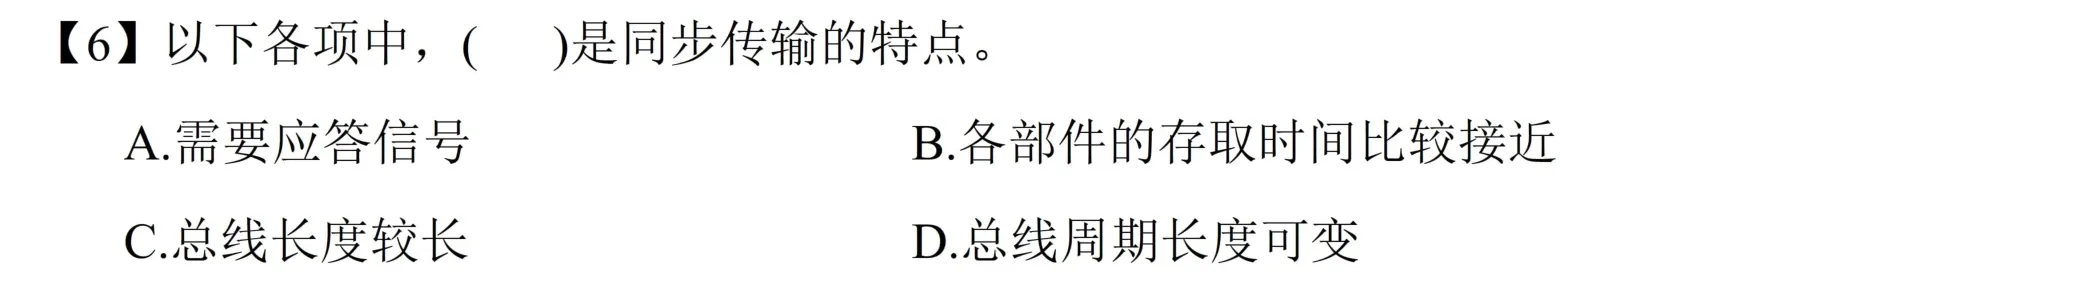 【6】以下各项中，(    )是同步传输的特点。
A.需要应答信号    B.各部件的存取时间比较接近
C.总线长度较长    D.总线周期长度可变